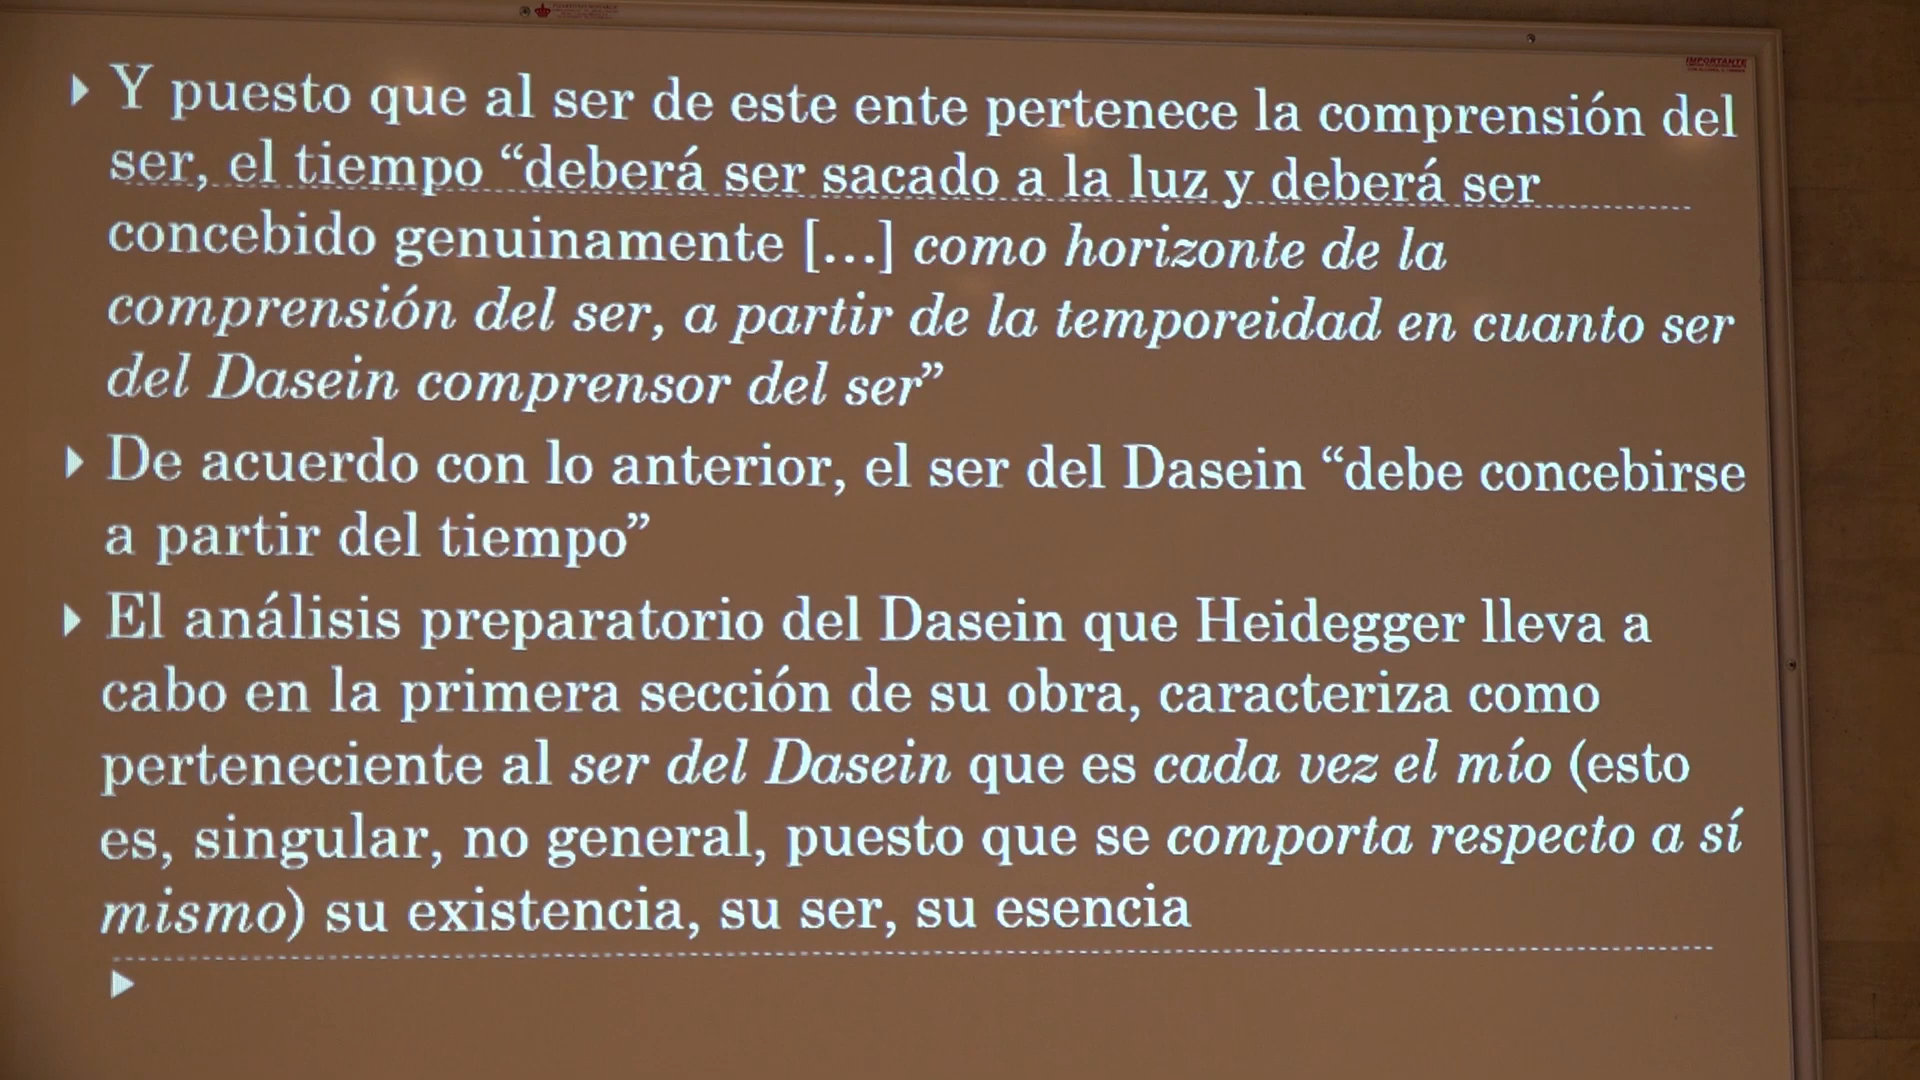 IMPORTANTE
Y puesto que al ser de este ente pertenece la comprensión del
ser, el tiempo “deberá ser sacado a la luz y deberá ser
concebido genuinamente [...] como horizonte de la
comprensión del ser, a partir de la temporeidad en cuanto ser
del Dasein comprensor del ser”
De acuerdo con lo anterior, el ser del Dasein “debe concebirse
a partir del tiempo”
El análisis preparatorio del Dasein que Heidegger lleva a
cabo en la primera sección de su obra, caracteriza como
perteneciente al ser del Dasein que es cada vez el mío (esto
es, singular, no general, puesto que se comporta respecto a sí
mismo) su existencia, su ser, su esencia